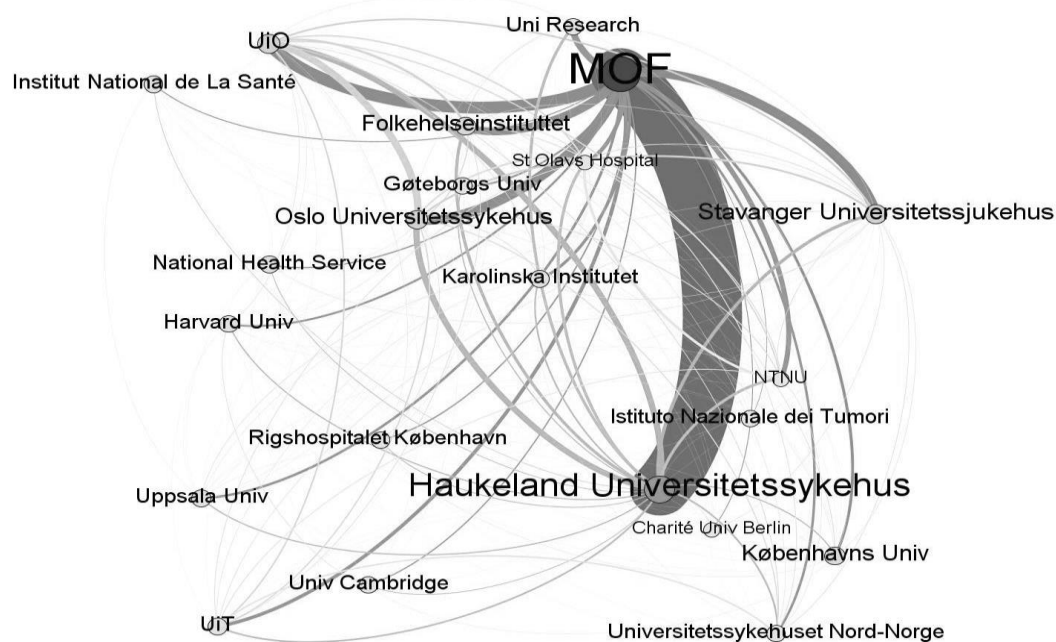 Uni Research
UiO
MOF
Institut National de La Santé
Folkehelseinstituttet
St Olavs Hospital
Gøteborgs Univ
Oslo Universitetssykehus
Stavanger Universitetssjukehus
National Health Service
Karolinska Institutet
Harvard Univ
NTNU
Istituto Nazionale dei Tumori
Rigshospitalet København
Haukeland Universitetssykehus
Uppsala Univ
Charité Univ Berlin
Københavns Univ
Univ Cambridge
UiT
Universitetssykehuset Nord-Norge